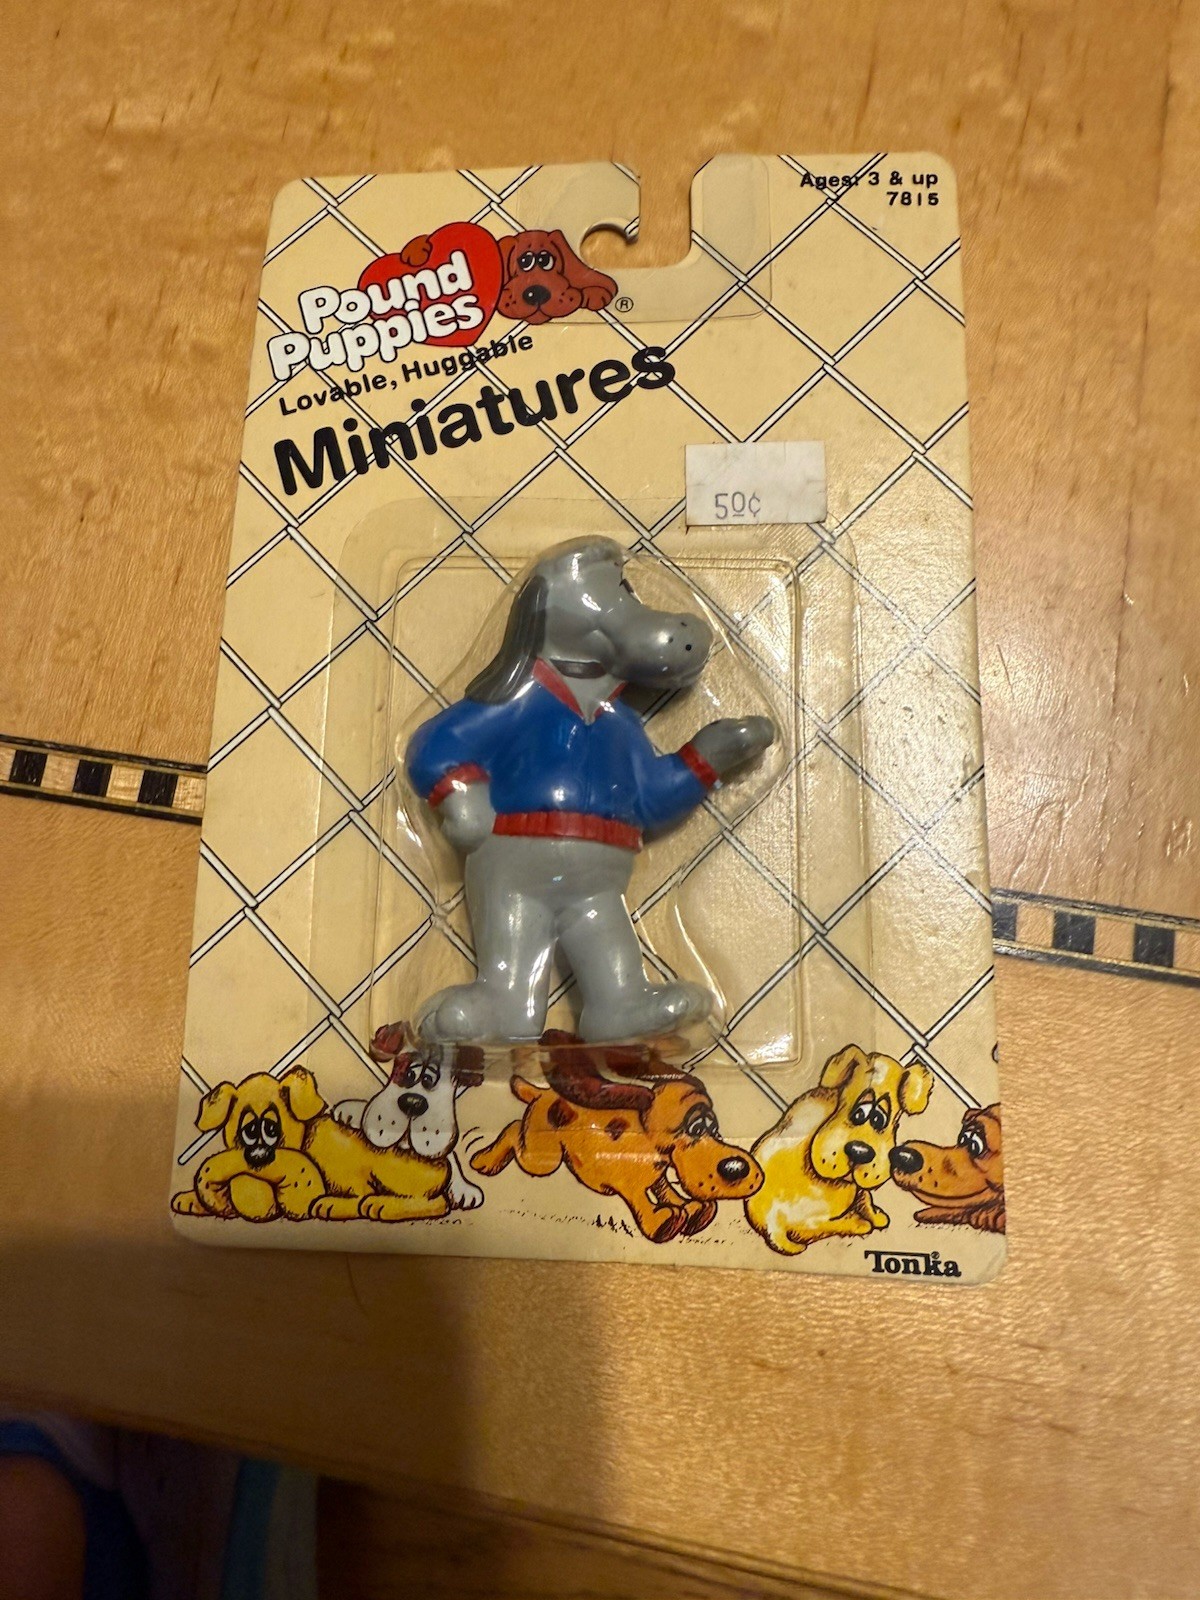 Ages: 3 & up
7815
Pound
Puppies
®
Lovable, Huggable
Miniatures
50¢
Tonka®